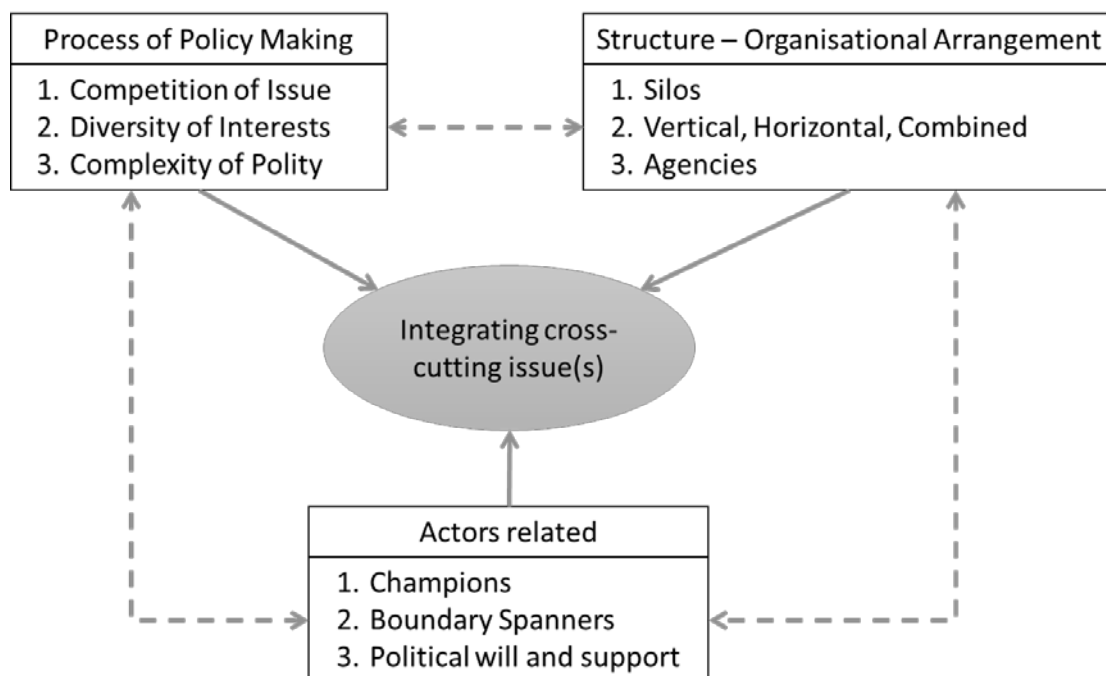 Process of Policy Making
1. Competition of Issue
2. Diversity of Interests
3. Complexity of Polity
Structure – Organisational Arrangement
1. Silos
2. Vertical, Horizontal, Combined
3. Agencies
Integrating cross-
cutting issue(s)
Actors related
1. Champions
2. Boundary Spanners
3. Political will and support